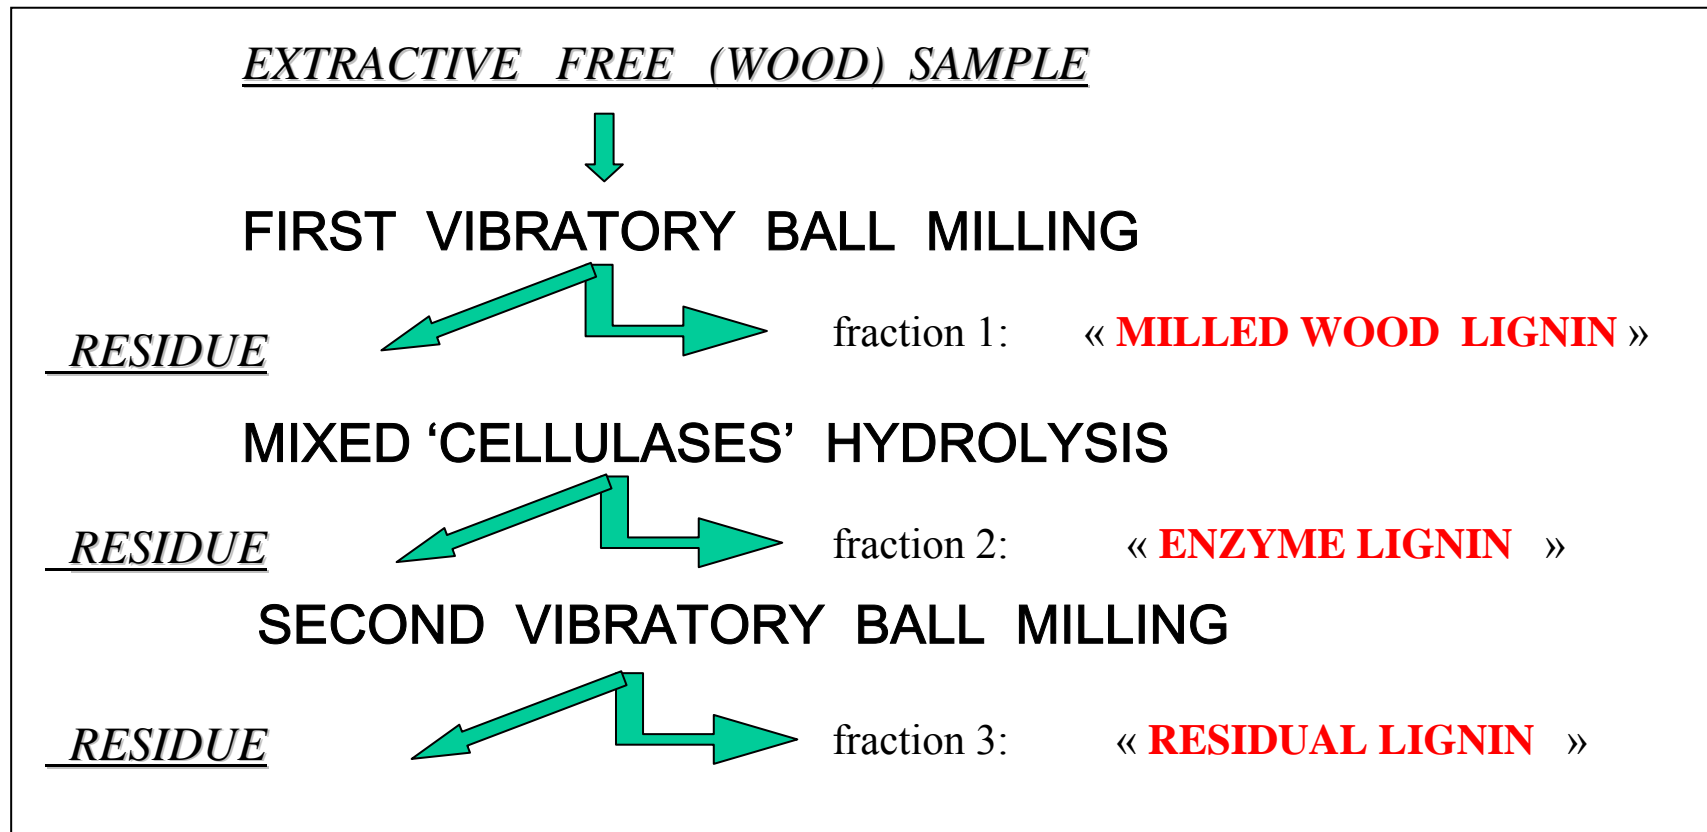 EXTRACTIVE FREE (WOOD) SAMPLE
FIRST VIBRATORY BALL MILLING
fraction 1: « MILLED WOOD LIGNIN »
RESIDUE
MIXED ‘CELLULASES’ HYDROLYSIS
RESIDUE fraction 2: « ENZYME LIGNIN »
SECOND VIBRATORY BALL MILLING
RESIDUE fraction 3: « RESIDUAL LIGNIN »